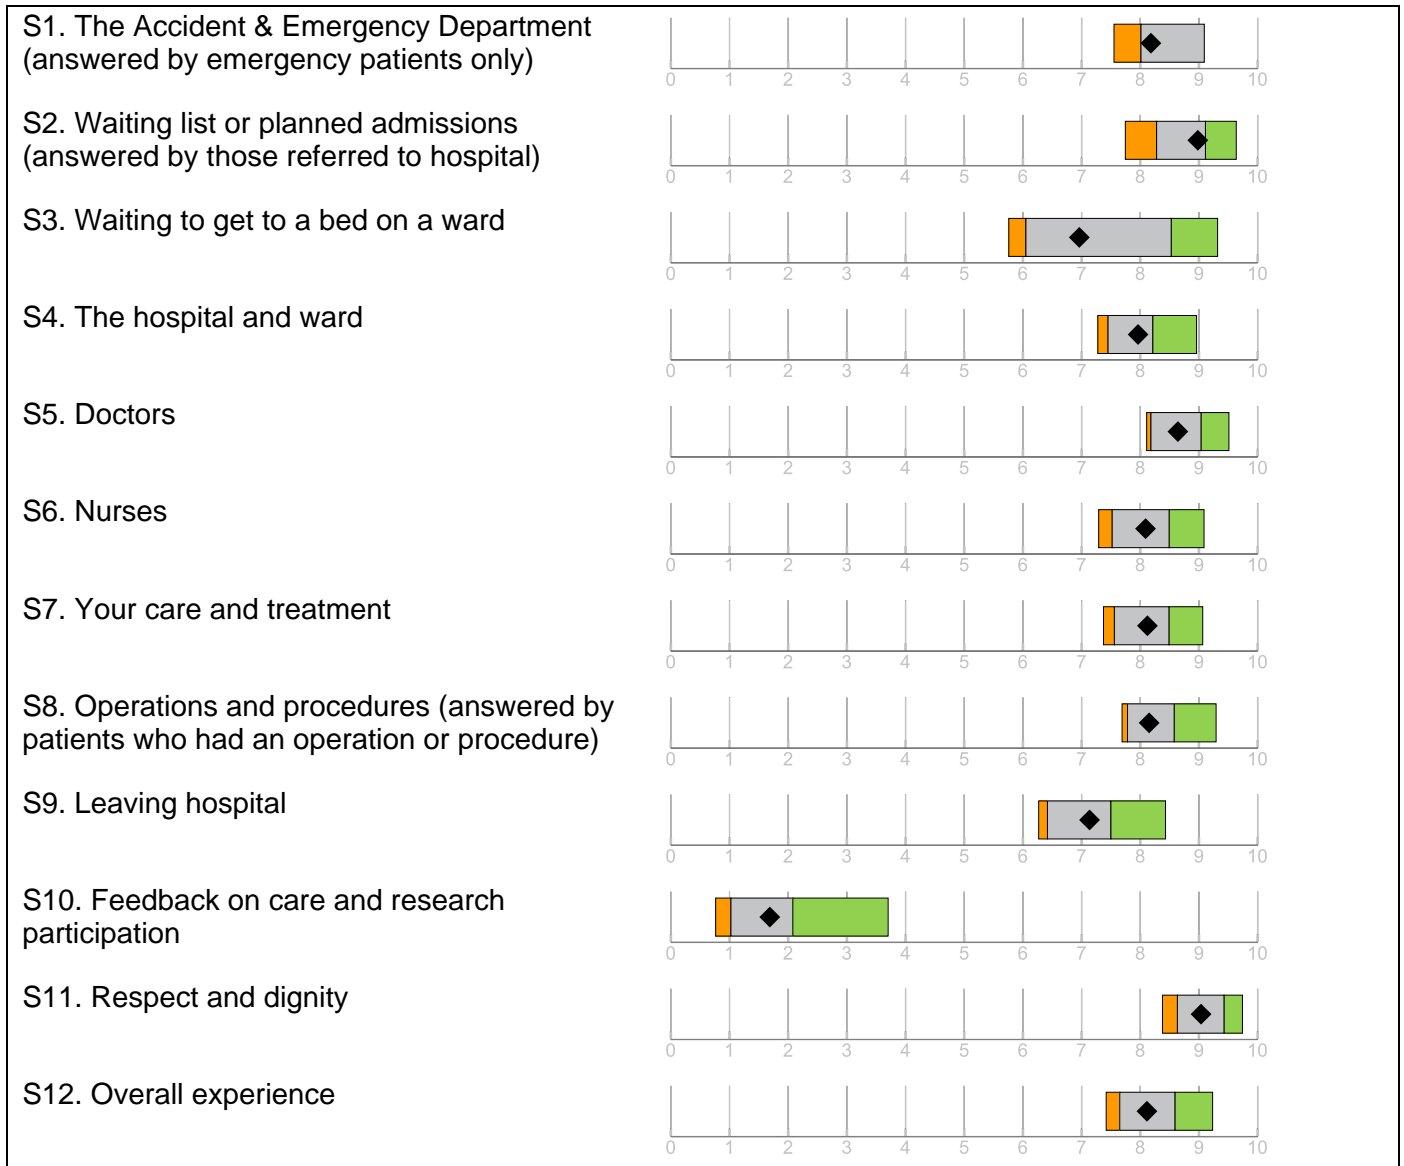 S1. The Accident & Emergency Department
(answered by emergency patients only)
0 1 2 3 4 5 6 7 8 9 10
S2. Waiting list or planned admissions
(answered by those referred to hospital)
0 1 2 3 4 5 6 7 8 9 10
S3. Waiting to get to a bed on a ward
0 1 2 3 4 5 6 7 8 9 10
S4. The hospital and ward
0 1 2 3 4 5 6 7 8 9 10
S5. Doctors
0 1 2 3 4 5 6 7 8 9 10
S6. Nurses
0 1 2 3 4 5 6 7 8 9 10
S7. Your care and treatment
0 1 2 3 4 5 6 7 8 9 10
S8. Operations and procedures (answered by
patients who had an operation or procedure)
0 1 2 3 4 5 6 7 8 9 10
S9. Leaving hospital
0 1 2 3 4 5 6 7 8 9 10
S10. Feedback on care and research
participation
0 1 2 3 4 5 6 7 8 9 10
S11. Respect and dignity
0 1 2 3 4 5 6 7 8 9 10
S12. Overall experience
0 1 2 3 4 5 6 7 8 9 10